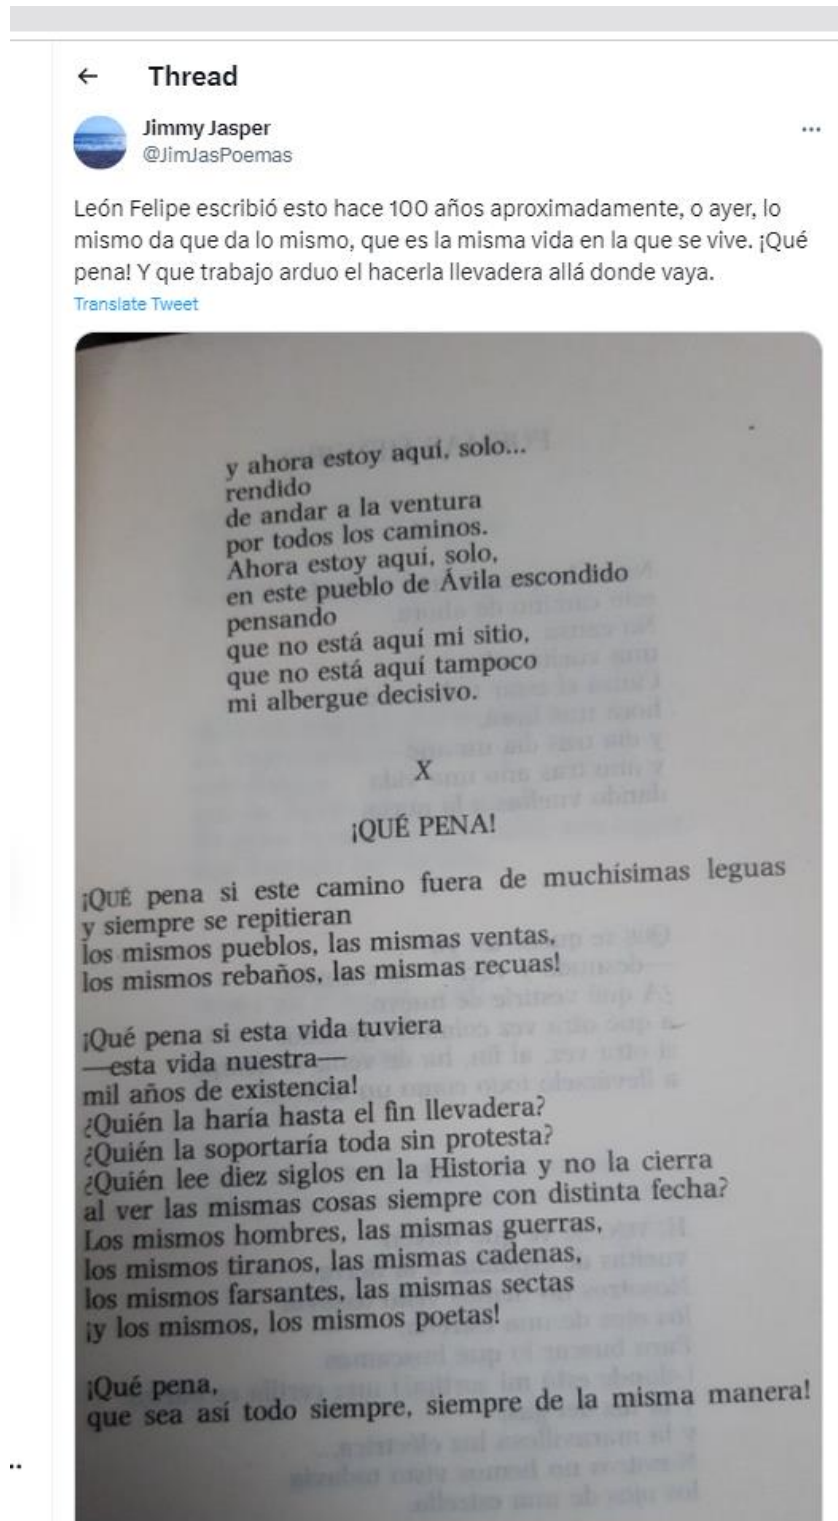 Thread
Jimmy Jasper
@JimJasPoemas
León Felipe escribió esto hace 100 años aproximadamente, o ayer, lo
mismo da que da lo mismo, que es la misma vida en la que se vive. ¡Qué
pena! Y que trabajo arduo el hacerla llevadera allá donde vaya.
Translate Tweet
y ahora estoy aquí, solo...
rendido
de andar a la ventura
por todos los caminos.
Ahora estoy aquí, solo,
en este pueblo de Ávila escondido
pensando
que no está aquí mi sitio,
que no está aquí tampoco
mi albergue decisivo.
X
¡QUÉ PENA!
¡QUÉ pena si este camino fuera de muchísimas leguas
y siempre se repitieran
los mismos pueblos, las mismas ventas,
los mismos rebaños, las mismas recuas!
¡Qué pena si esta vida tuviera
—esta vida nuestra—
mil años de existencia!
¿Quién la haría hasta el fin llevadera?
¿Quién la soportaría toda sin protesta?
¿Quién lee diez siglos en la Historia y no la cierra
al ver las mismas cosas siempre con distinta fecha?
Los mismos hombres, las mismas guerras,
los mismos tiranos, las mismas cadenas,
los mismos farsantes, las mismas sectas
¡y los mismos, los mismos poetas!
¡Qué pena,
que sea así todo siempre, siempre de la misma manera!